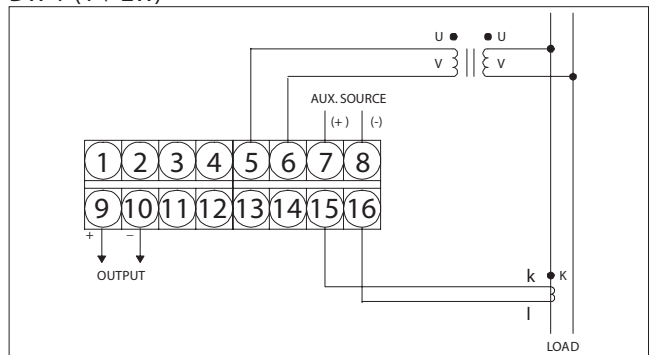 U U
V V
AUX. SOURCE
(+) (-)
1 2 3 4 5 6 7 8
9 10 11 12 13 14 15 16
+ −
OUTPUT
k K
l
LOAD